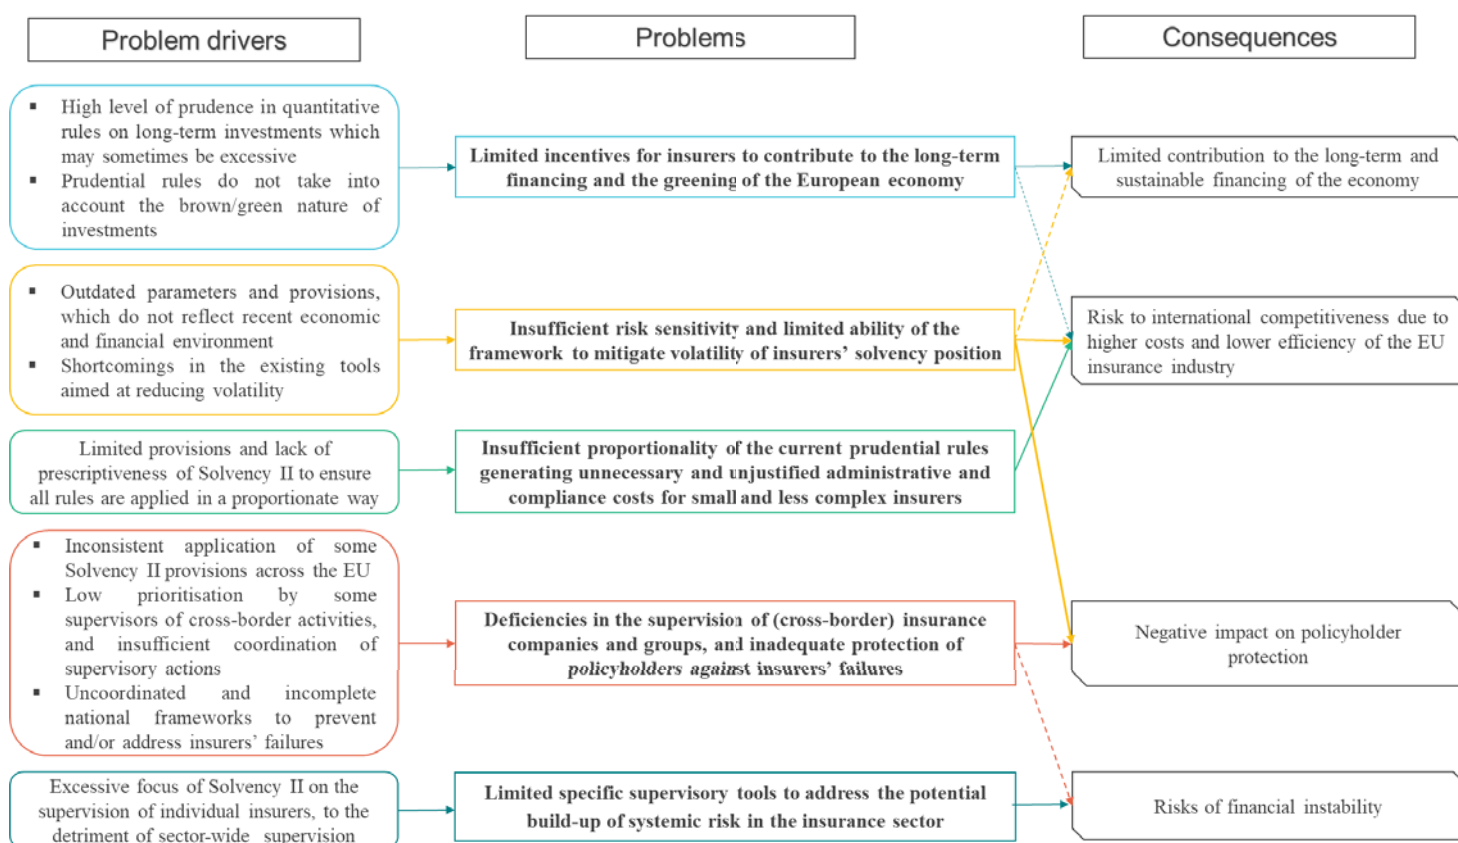 Problem drivers
Problems
Consequences
▪ High level of prudence in quantitative
rules on long-term investments which
may sometimes be excessive
▪ Prudential rules do not take into
account the brown/green nature of
investments
Limited incentives for insurers to contribute to the long-term
financing and the greening of the European economy
Limited contribution to the long-term and
sustainable financing of the economy
▪ Outdated parameters and provisions,
which do not reflect recent economic
and financial environment
▪ Shortcomings in the existing tools
aimed at reducing volatility
Insufficient risk sensitivity and limited ability of the
framework to mitigate volatility of insurers’ solvency position
Risk to international competitiveness due to
higher costs and lower efficiency of the EU
insurance industry
Limited provisions and lack of
prescriptiveness of Solvency II to ensure
all rules are applied in a proportionate way
Insufficient proportionality of the current prudential rules
generating unnecessary and unjustified administrative and
compliance costs for small and less complex insurers
▪ Inconsistent application of some
Solvency II provisions across the EU
▪ Low prioritisation by some
supervisors of cross-border activities,
and insufficient coordination of
supervisory actions
▪ Uncoordinated and incomplete
national frameworks to prevent
and/or address insurers’ failures
Deficiencies in the supervision of (cross-border) insurance
companies and groups, and inadequate protection of
policyholders against insurers’ failures
Negative impact on policyholder
protection
Excessive focus of Solvency II on the
supervision of individual insurers, to the
detriment of sector-wide supervision
Limited specific supervisory tools to address the potential
build-up of systemic risk in the insurance sector
Risks of financial instability